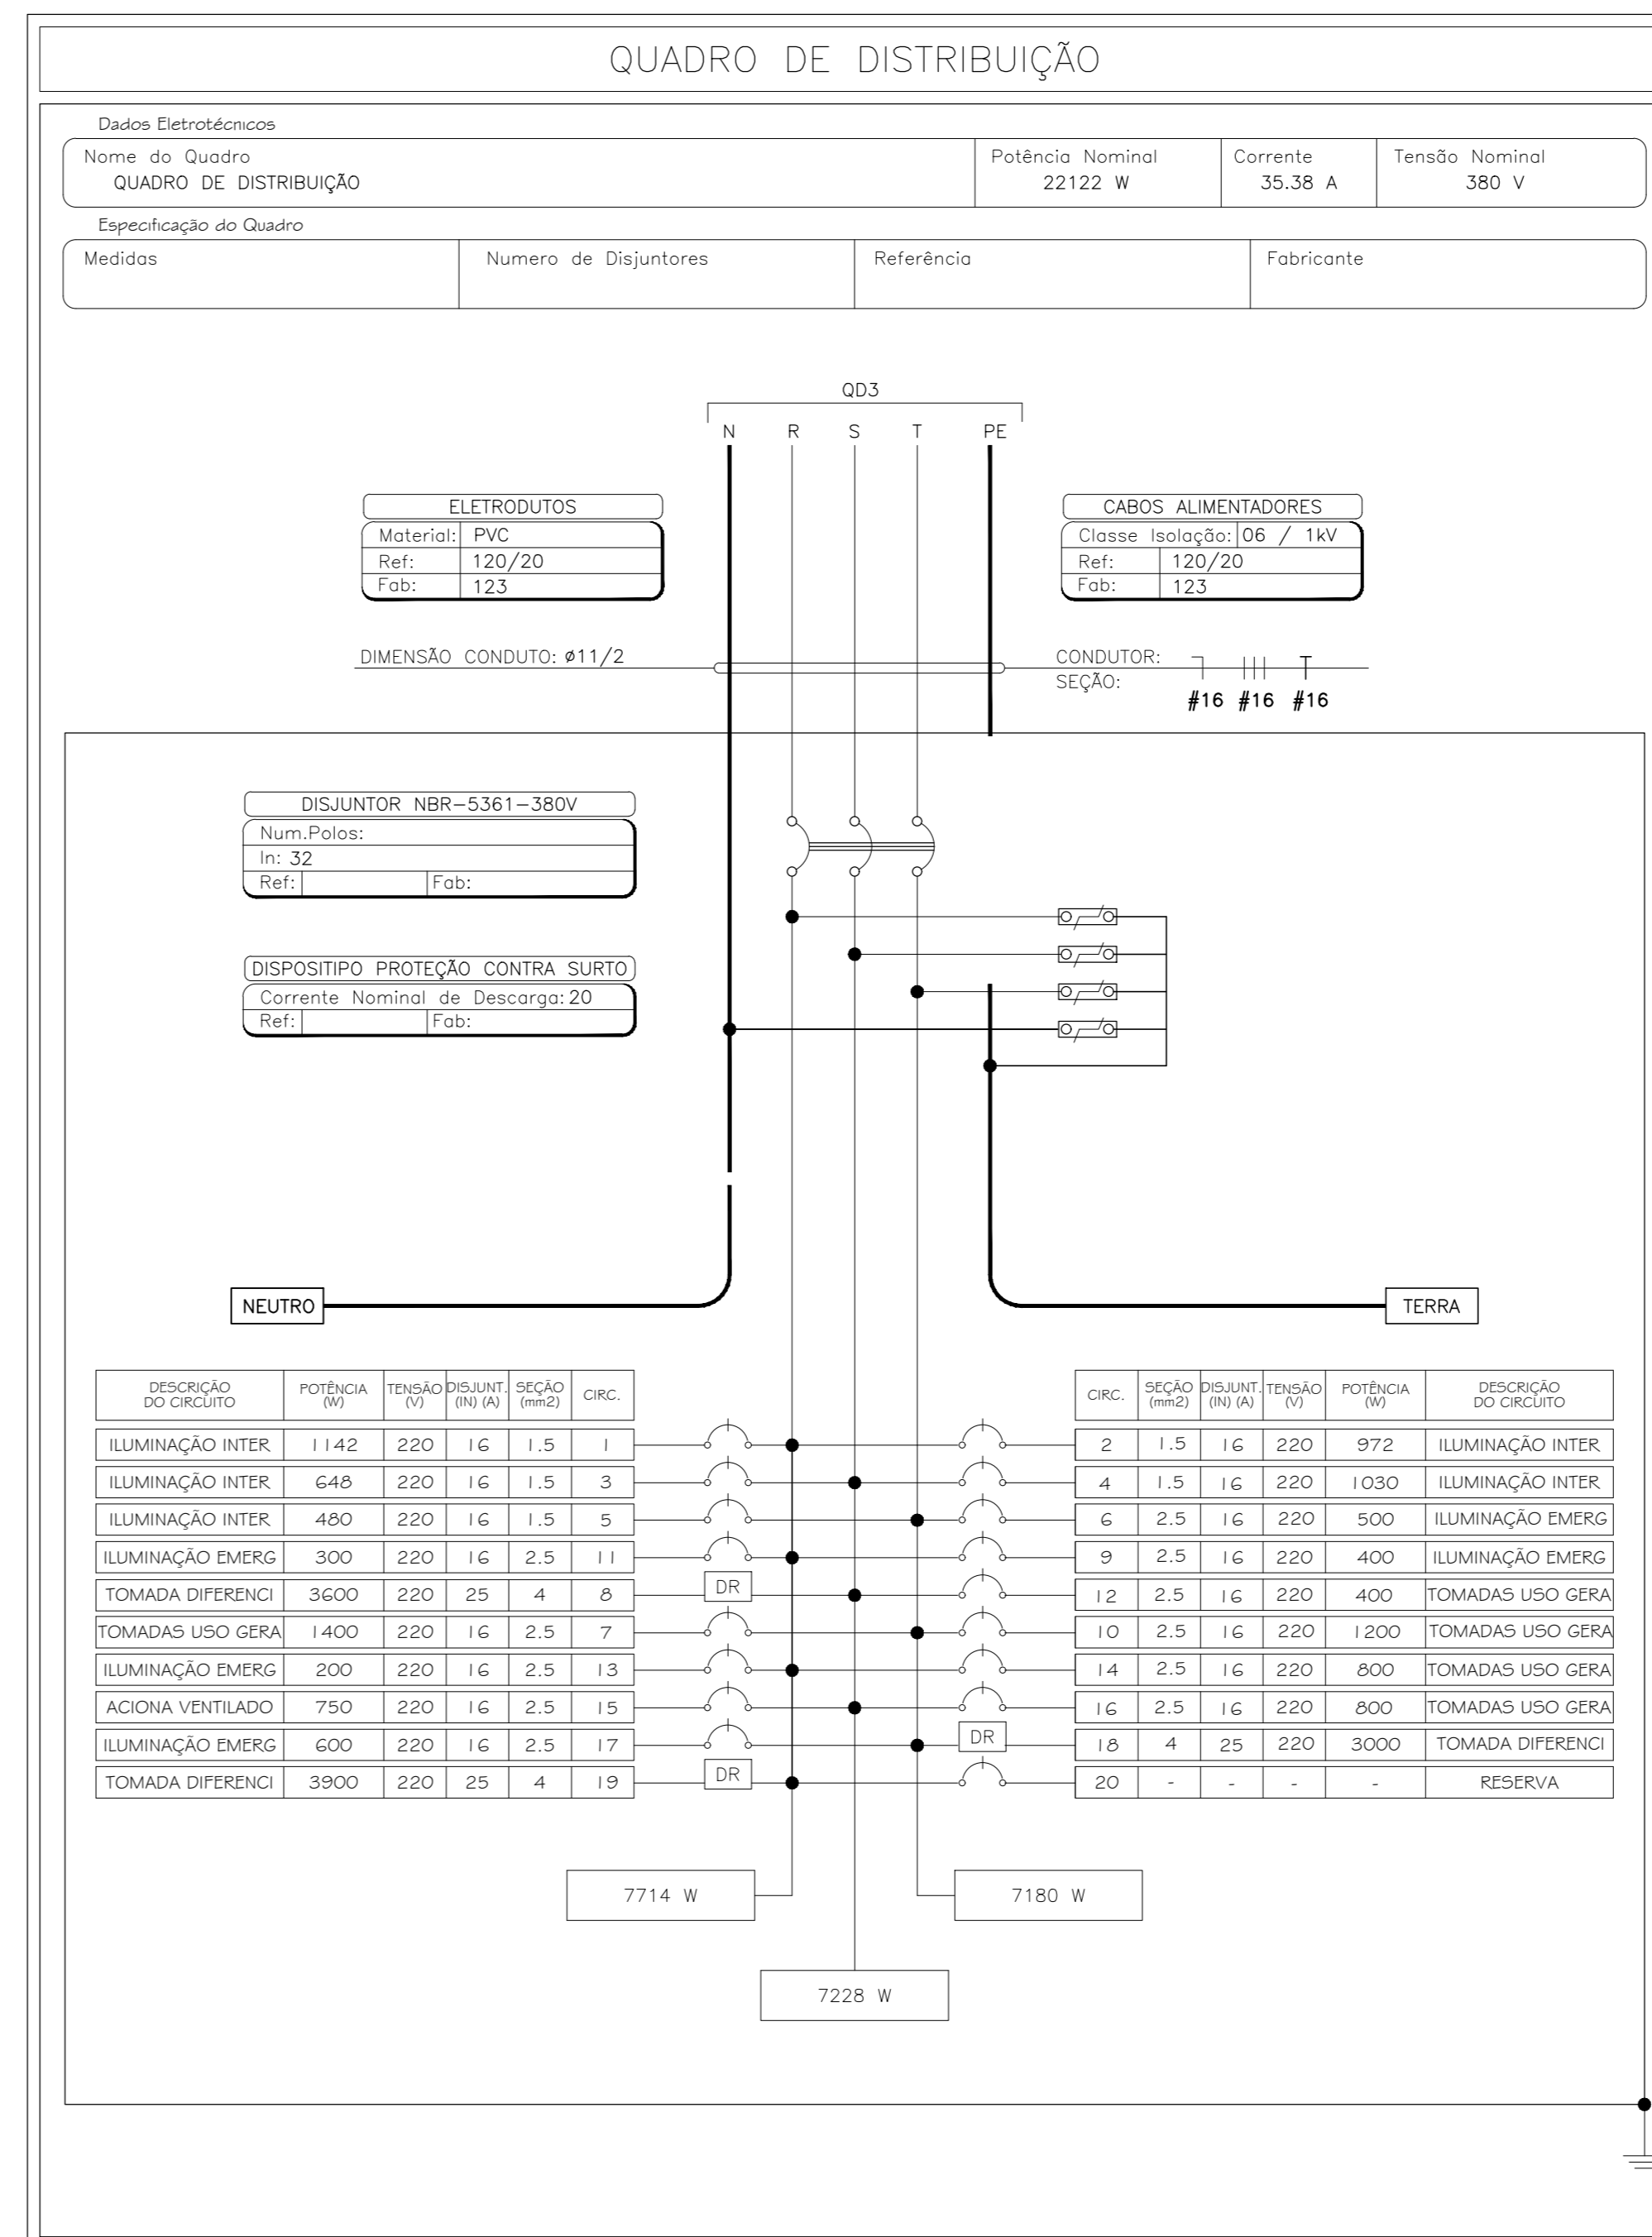 QUADRO DE DISTRIBUIÇÃO
Dados Eletrotécnicos
Nome do Quadro Potência Nominal Corrente Tensão Nominal
QUADRO DE DISTRIBUIÇÃO 22122 W 35.38 A 380 V
Especificação do Quadro
Medidas Numero de Disjuntores Referência Fabricante
QD3
N R S T PE
ELETRODUTOS
Material: PVC
Ref: 120/20
Fab: 123
CABOS ALIMENTADORES
Classe Isolação: 06 / 1kV
Ref: 120/20
Fab: 123
DIMENSÃO CONDUTO: ø11/2
CONDUTOR:
SEÇÃO:
#16 #16 #16
DISJUNTOR NBR-5361-380V
Num.Polos:
In: 32
Ref: Fab:
DISPOSITIPO PROTEÇÃO CONTRA SURTO
Corrente Nominal de Descarga: 20
Ref: Fab:
NEUTRO
TERRA
DESCRIÇÃO DO CIRCUITO POTÊNCIA (W) TENSÃO (V) DISJUNT. (IN) (A) SEÇÃO (mm2) CIRC.
ILUMINAÇÃO INTER 1142 220 16 1.5 1
ILUMINAÇÃO INTER 648 220 16 1.5 3
ILUMINAÇÃO INTER 480 220 16 1.5 5
ILUMINAÇÃO EMERG 300 220 16 2.5 11
TOMADA DIFERENCI 3600 220 25 4 8 DR
TOMADAS USO GERA 1400 220 16 2.5 7
ILUMINAÇÃO EMERG 200 220 16 2.5 13
ACIONA VENTILADO 750 220 16 2.5 15
ILUMINAÇÃO EMERG 600 220 16 2.5 17
TOMADA DIFERENCI 3900 220 25 4 19 DR
CIRC. SEÇÃO (mm2) DISJUNT. (IN) (A) TENSÃO (V) POTÊNCIA (W) DESCRIÇÃO DO CIRCUITO
2 1.5 16 220 972 ILUMINAÇÃO INTER
4 1.5 16 220 1030 ILUMINAÇÃO INTER
6 2.5 16 220 500 ILUMINAÇÃO EMERG
9 2.5 16 220 400 ILUMINAÇÃO EMERG
12 2.5 16 220 400 TOMADAS USO GERA
10 2.5 16 220 1200 TOMADAS USO GERA
14 2.5 16 220 800 TOMADAS USO GERA
16 2.5 16 220 800 TOMADAS USO GERA
DR 18 4 25 220 3000 TOMADA DIFERENCI
20 - - - - RESERVA
7714 W
7180 W
7228 W